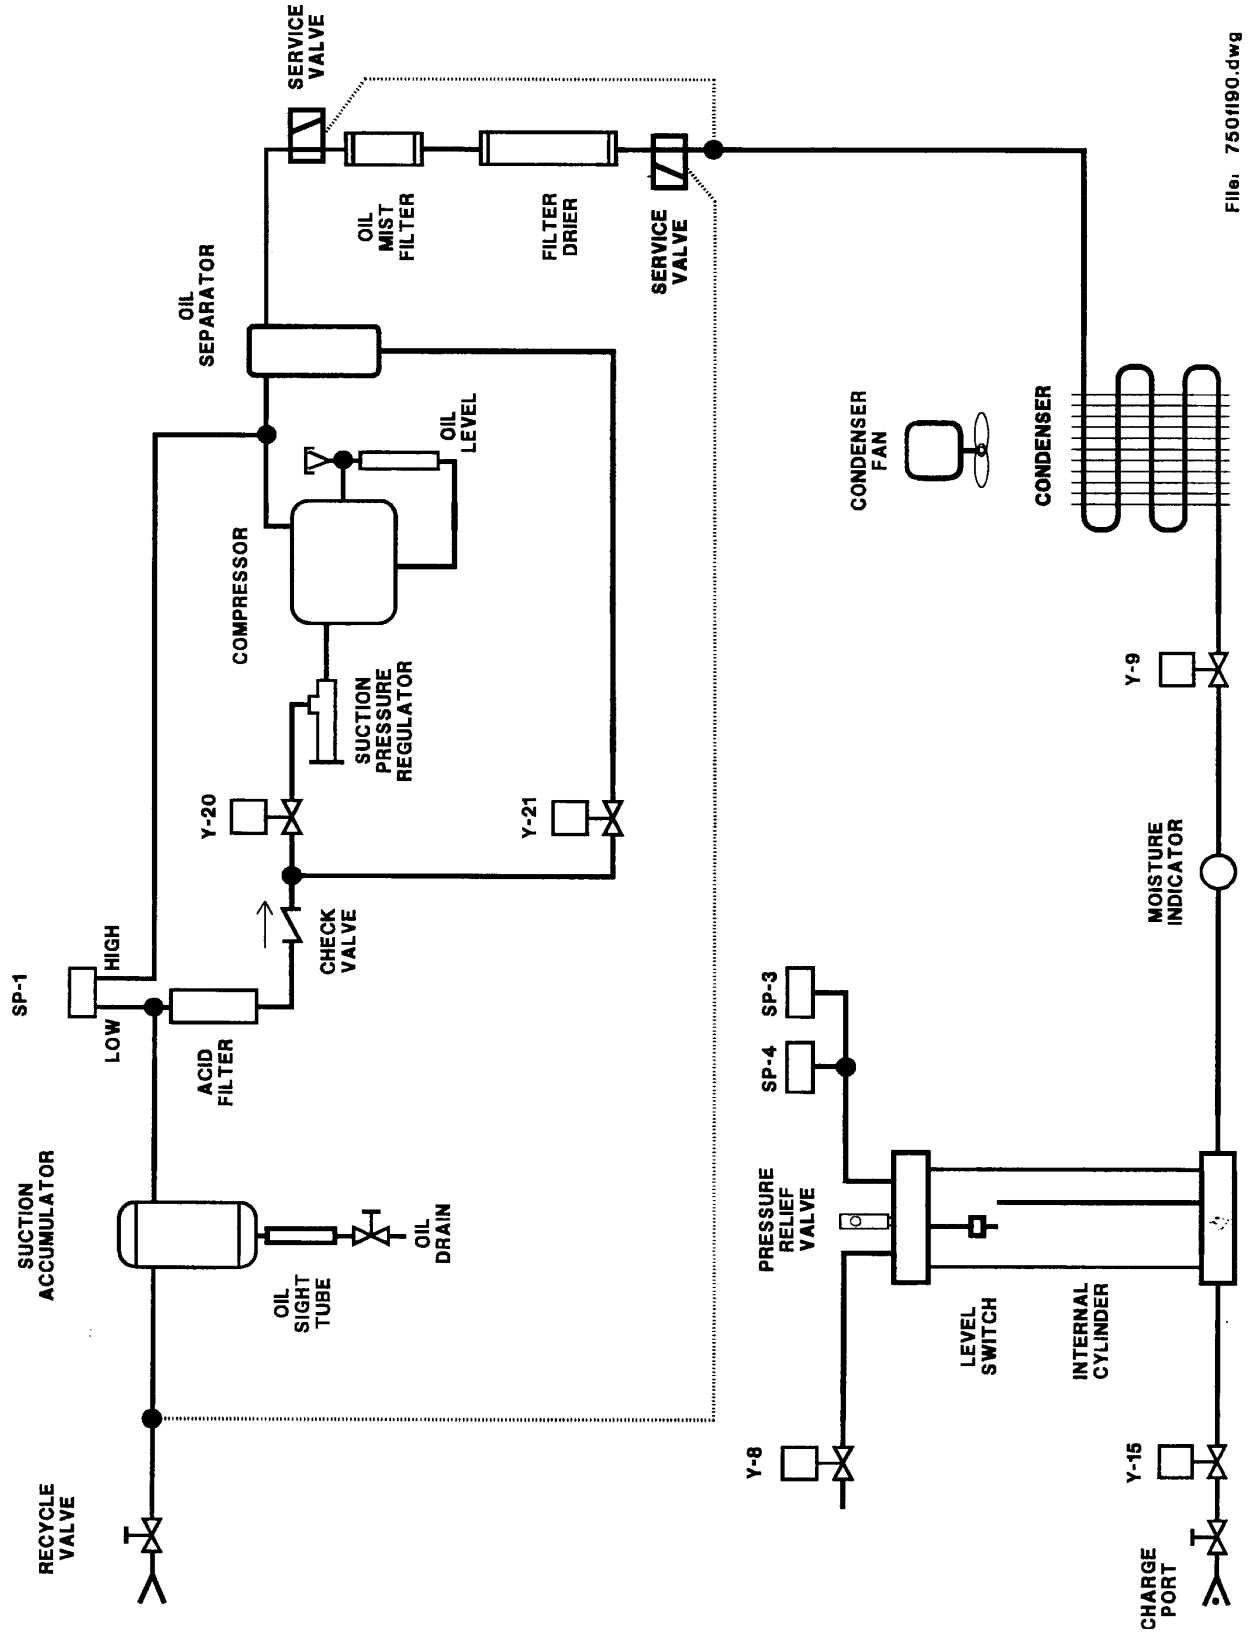 RECYCLE
VALVE
SUCTION
ACCUMULATOR
OIL
SIGHT
TUBE
OIL
DRAIN
SP-1
LOW
HIGH
ACID
FILTER
CHECK
VALVE
Y-20
SUCTION
PRESSURE
REGULATOR
COMPRESSOR
OIL
LEVEL
Y-21
OIL
SEPARATOR
SERVICE
VALVE
OIL
MIST
FILTER
FILTER
DRIER
SERVICE
VALVE
Y-8
PRESSURE
RELIEF
VALVE
SP-4
SP-3
LEVEL
SWITCH
INTERNAL
CYLINDER
CHARGE
PORT
Y-15
MOISTURE
INDICATOR
Y-9
CONDENSER
FAN
CONDENSER
File: 750fl90.dwg